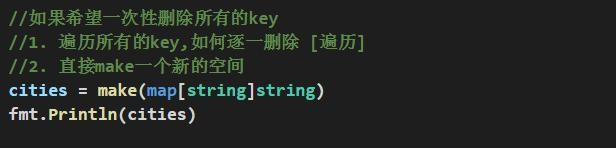 //如果希望一次性删除所有的key
//1. 遍历所有的key,如何逐一删除 [遍历]
//2. 直接make一个新的空间
cities = make(map[string]string)
fmt.Println(cities)